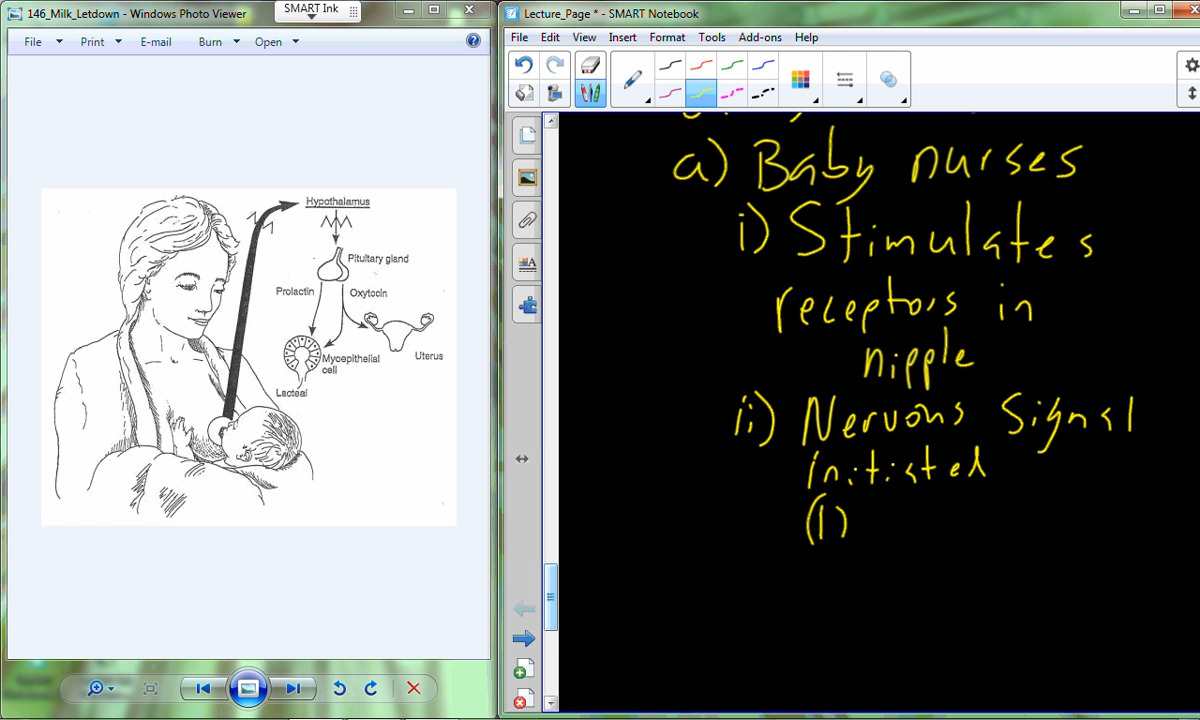 146_Milk_Letdown - Windows Photo Viewer
SMART Ink
File Print E-mail Burn Open
Hypothalamus
Pitultary gland
Prolactin Oxytocin
Myoepithelial
cell
Uterus
Lacteal
Lecture_Page * - SMART Notebook
File Edit View Insert Format Tools Add-ons Help
a) Baby nurses
i) Stimulates
receptors in
nipple
ii) Nervous Signal
initiated
(1)